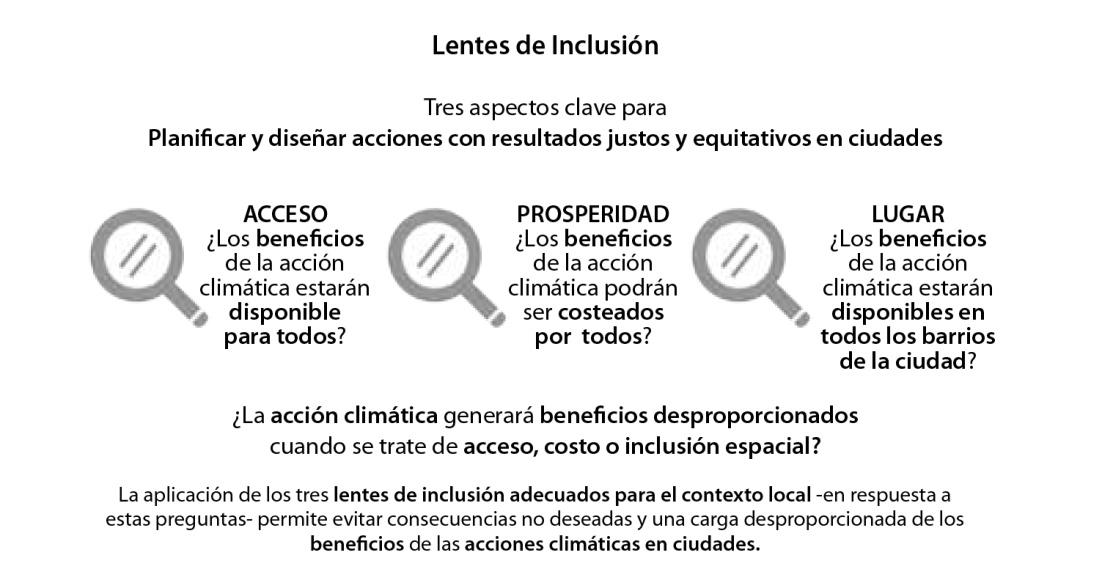 Lentes de Inclusión
Tres aspectos clave para
Planificar y diseñar acciones con resultados justos y equitativos en ciudades
ACCESO
¿Los beneficios
de la acción
climática estarán
disponible
para todos?
PROSPERIDAD
¿Los beneficios
de la acción
climática podrán
ser costeados
por todos?
LUGAR
¿Los beneficios
de la acción
climática estarán
disponibles en
todos los barrios
de la ciudad?
¿La acción climática generará beneficios desproporcionados
cuando se trate de acceso, costo o inclusión espacial?
La aplicación de los tres lentes de inclusión adecuados para el contexto local -en respuesta a
estas preguntas- permite evitar consecuencias no deseadas y una carga desproporcionada de los
beneficios de las acciones climáticas en ciudades.